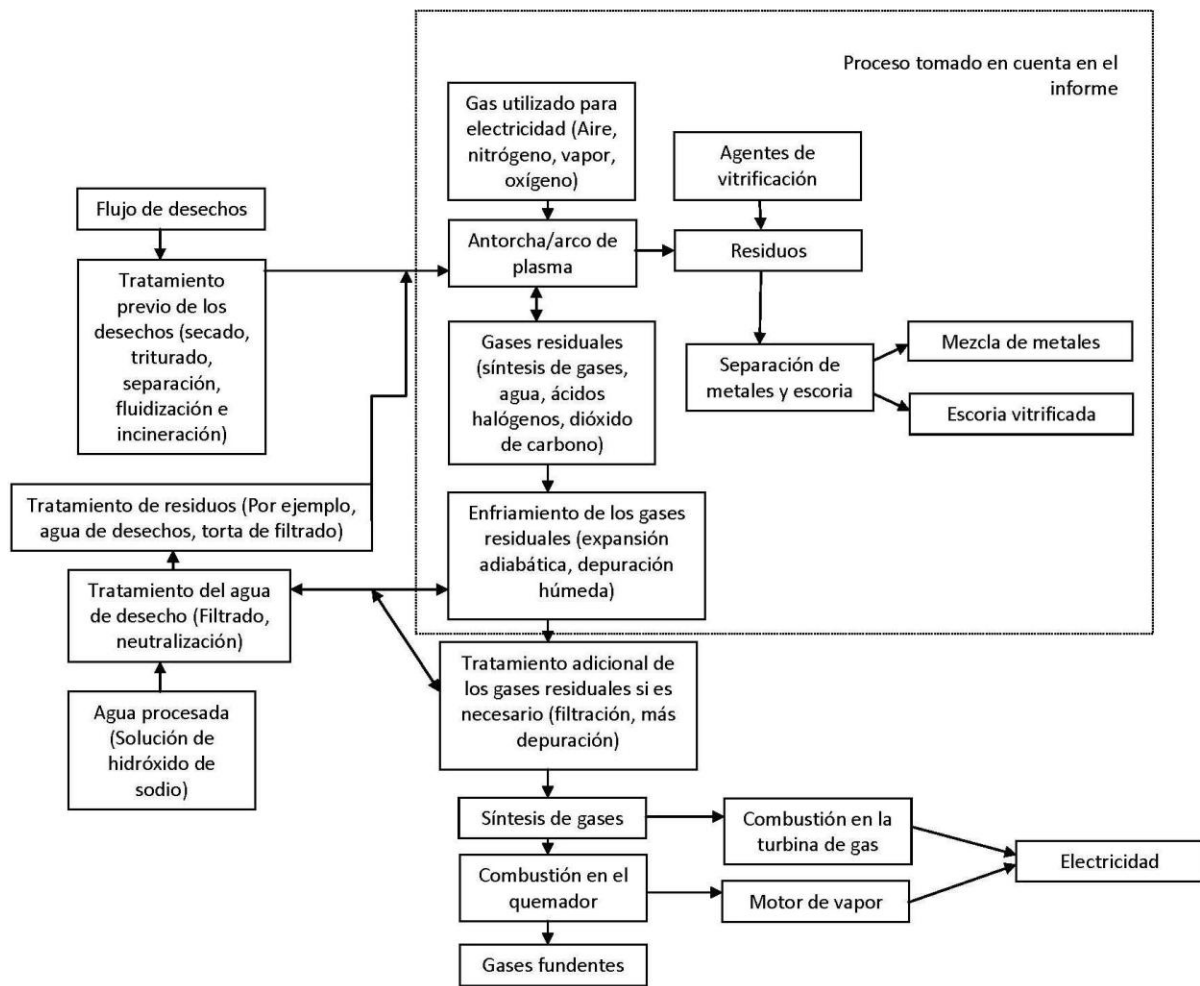 Proceso tomado en cuenta en el
informe
Gas utilizado para
electricidad (Aire,
nitrógeno, vapor,
oxígeno)
Agentes de
vitrificación
Flujo de desechos
Antorcha/arco de
plasma
Residuos
Tratamiento
previo de los
desechos (secado,
triturado,
separación,
fluidización e
incineración)
Gases residuales
(síntesis de gases,
agua, ácidos
halógenos, dióxido
de carbono)
Separación de
metales y escoria
Mezcla de metales
Escoria vitrificada
Tratamiento de residuos (Por ejemplo,
agua de desechos, torta de filtrado)
Enfriamiento de los gases
residuales (expansión
adiabática, depuración
húmeda)
Tratamiento del agua
de desecho (Filtrado,
neutralización)
Tratamiento adicional de
los gases residuales si es
necesario (filtración, más
depuración)
Agua procesada
(Solución de
hidróxido de
sodio)
Síntesis de gases
Combustión en la
turbina de gas
Electricidad
Combustión en el
quemador
Motor de vapor
Gases fundentes